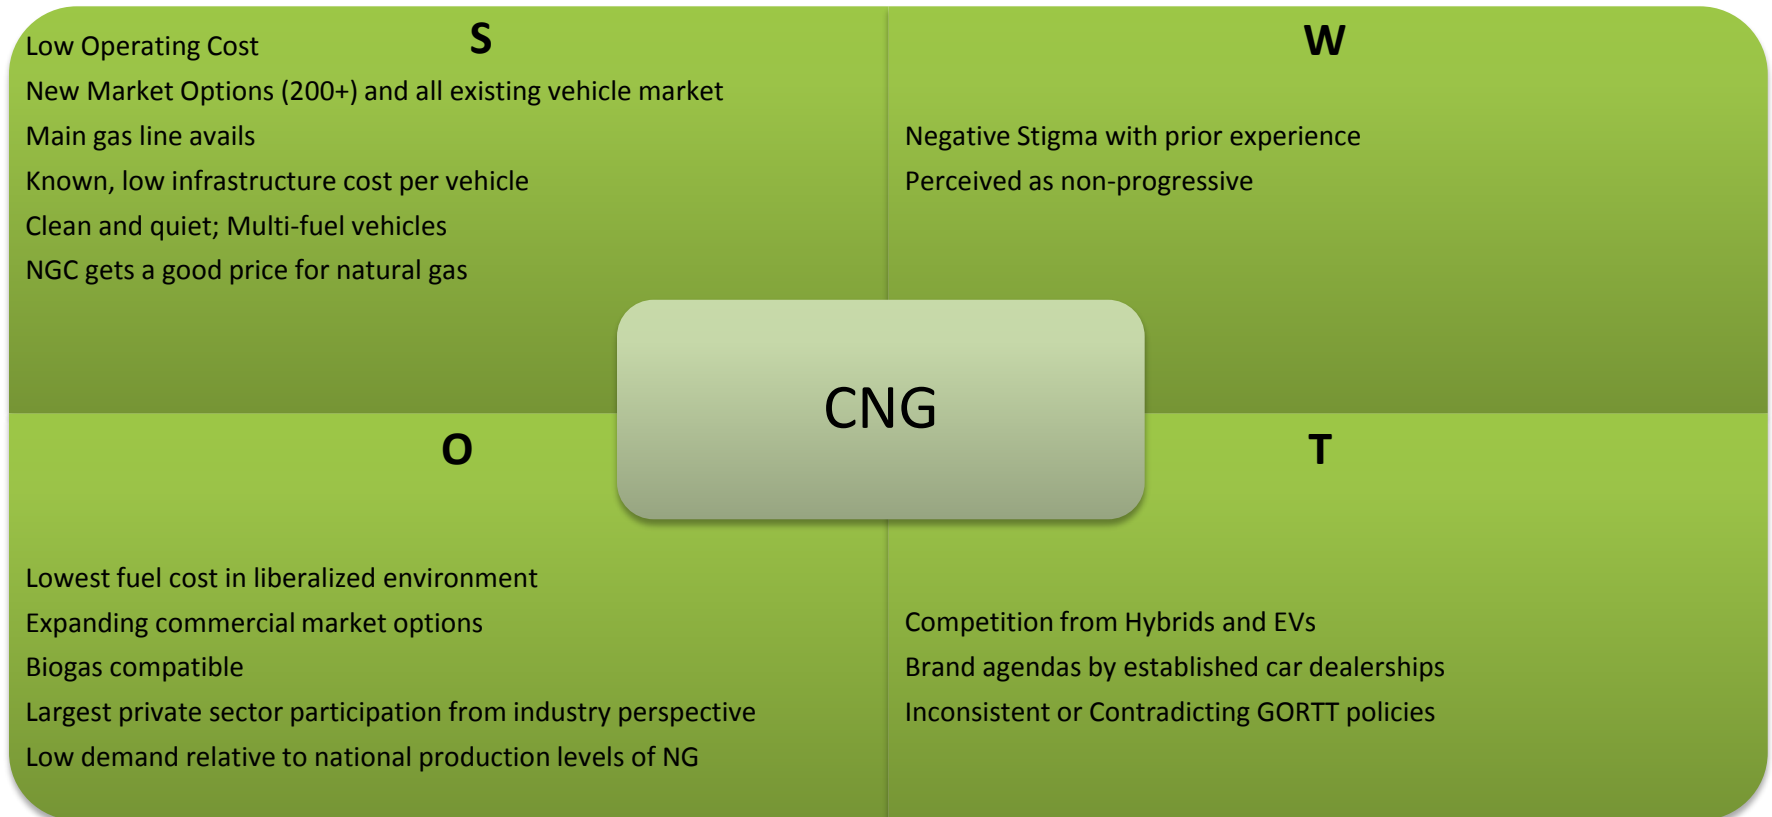 S
Low Operating Cost
New Market Options (200+) and all existing vehicle market
Main gas line avails
Known, low infrastructure cost per vehicle
Clean and quiet; Multi-fuel vehicles
NGC gets a good price for natural gas
W
Negative Stigma with prior experience
Perceived as non-progressive
CNG
O
Lowest fuel cost in liberalized environment
Expanding commercial market options
Biogas compatible
Largest private sector participation from industry perspective
Low demand relative to national production levels of NG
T
Competition from Hybrids and EVs
Brand agendas by established car dealerships
Inconsistent or Contradicting GORTT policies